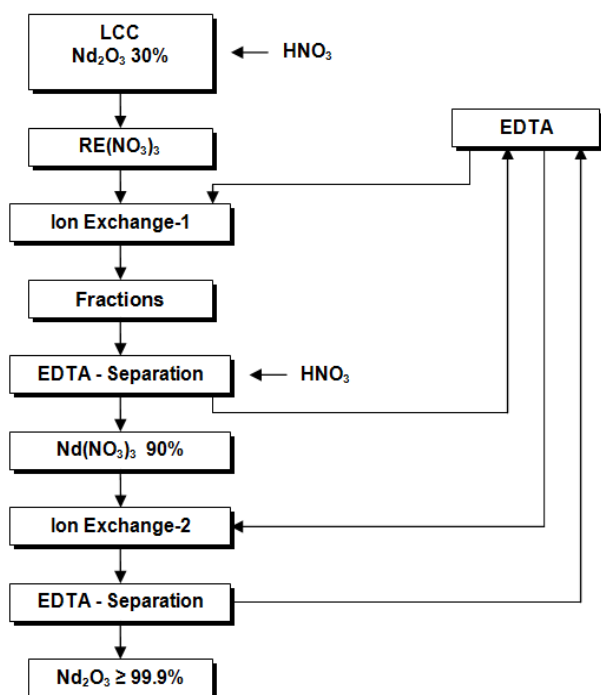 LCC
Nd₂O₃ 30%
HNO₃
RE(NO₃)₃
EDTA
Ion Exchange-1
Fractions
EDTA - Separation
HNO₃
Nd(NO₃)₃ 90%
Ion Exchange-2
EDTA - Separation
Nd₂O₃ ≥ 99.9%